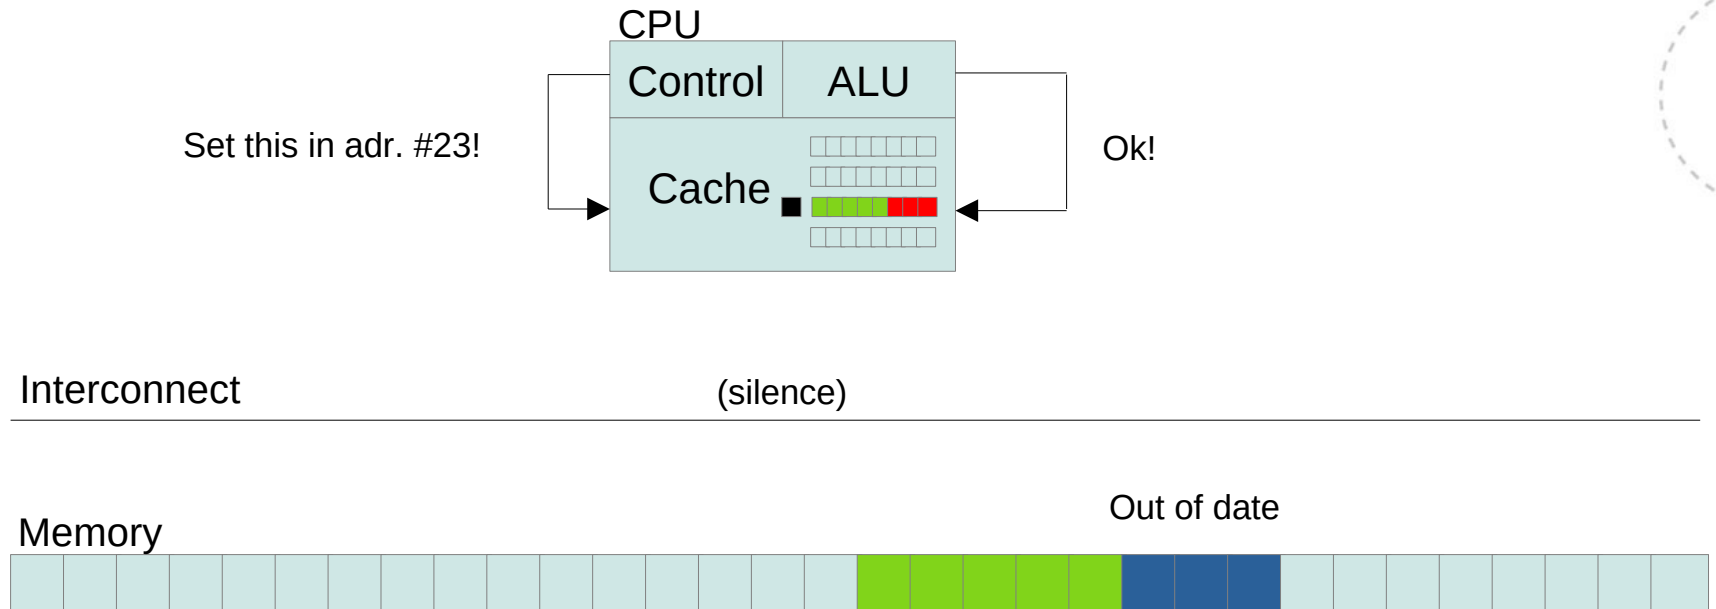 CPU
Control
ALU
Set this in adr. #23!
Ok!
Cache
Interconnect
(silence)
Out of date
Memory